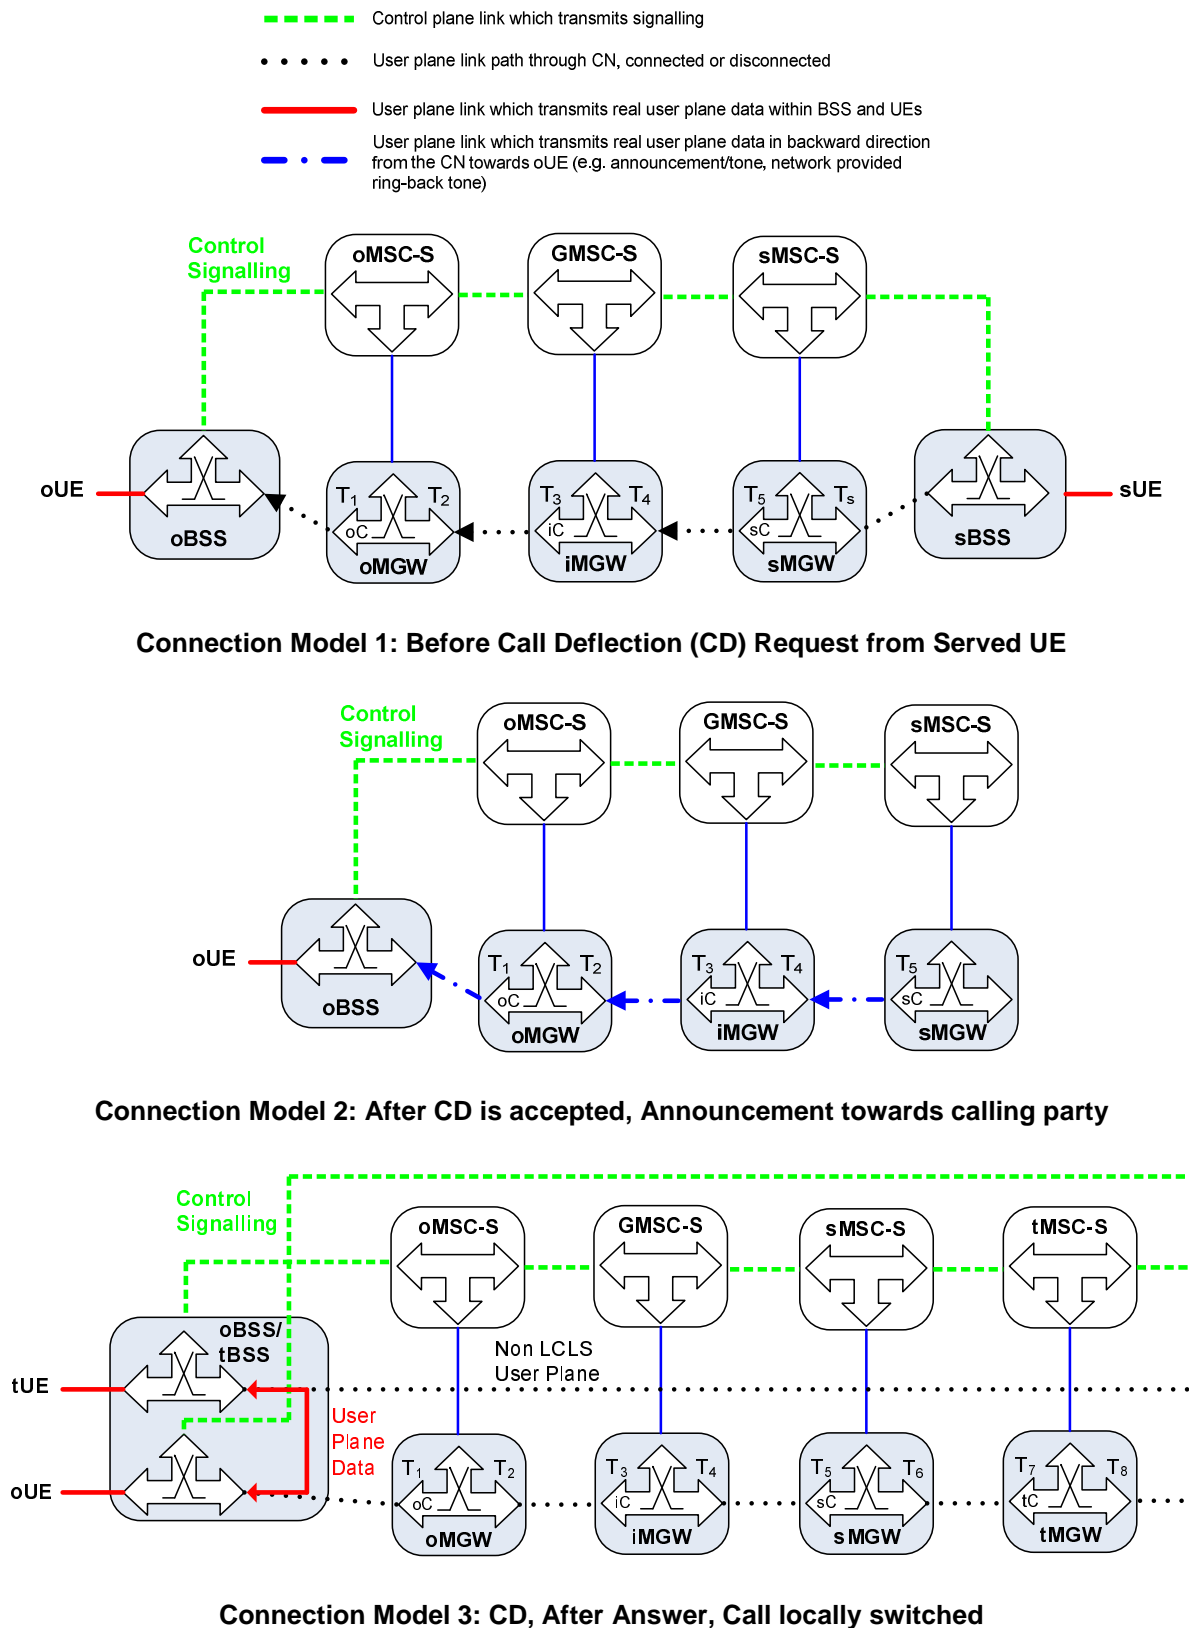 Control plane link which transmits signalling
User plane link path through CN, connected or disconnected
User plane link which transmits real user plane data within BSS and UEs
User plane link which transmits real user plane data in backward direction
from the CN towards oUE (e.g. announcement/tone, network provided
ring-back tone)
Control
Signalling
oMSC-S
GMSC-S
sMSC-S
oUE
oBSS
T1
T2
oC
oMGW
T3
T4
iC
iMGW
T5
Ts
sC
sMGW
sBSS
sUE
Connection Model 1: Before Call Deflection (CD) Request from Served UE
Control
Signalling
oMSC-S
GMSC-S
sMSC-S
oUE
oBSS
T1
T2
oC
oMGW
T3
T4
iC
iMGW
T5
sC
sMGW
Connection Model 2: After CD is accepted, Announcement towards calling party
Control
Signalling
oMSC-S
GMSC-S
sMSC-S
tMSC-S
oBSS/
tBSS
Non LCLS
User Plane
tUE
User
Plane
Data
oUE
T1
T2
oC
oMGW
T3
T4
iC
iMGW
T5
T6
sC
sMGW
T7
T8
tC
tMGW
Connection Model 3: CD, After Answer, Call locally switched